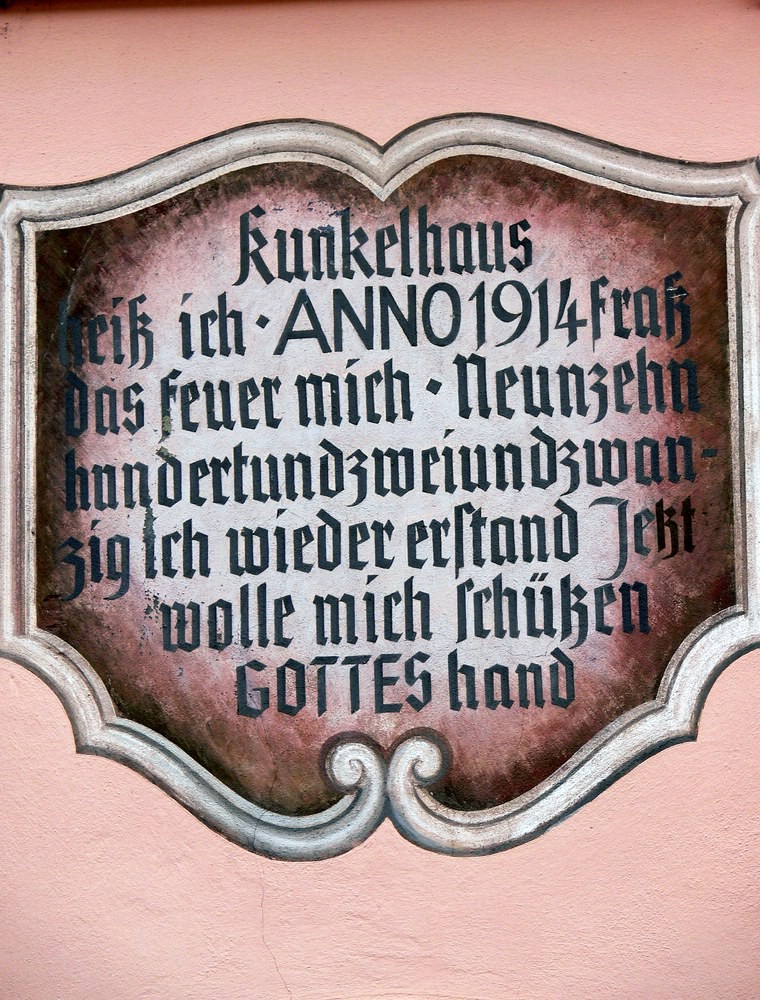 Kunkelhaus
heiß ich · ANNO 1914 fraß
das feuer mich · Neunzehn
hundertundzweiundzwan-
zig Ich wieder erstand Jetzt
wolle mich schützen
GOTTES hand